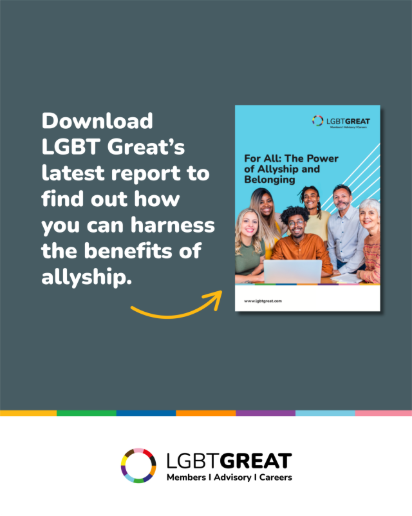 Download
LGBT Great's
latest report to
find out how
you can harness
the benefits of
allyship.
LGBTGREAT
Members | Advisory | Careers
For All: The Power
of Allyship and
Belonging
www.lgbtgreat.com
LGBTGREAT
Members | Advisory | Careers